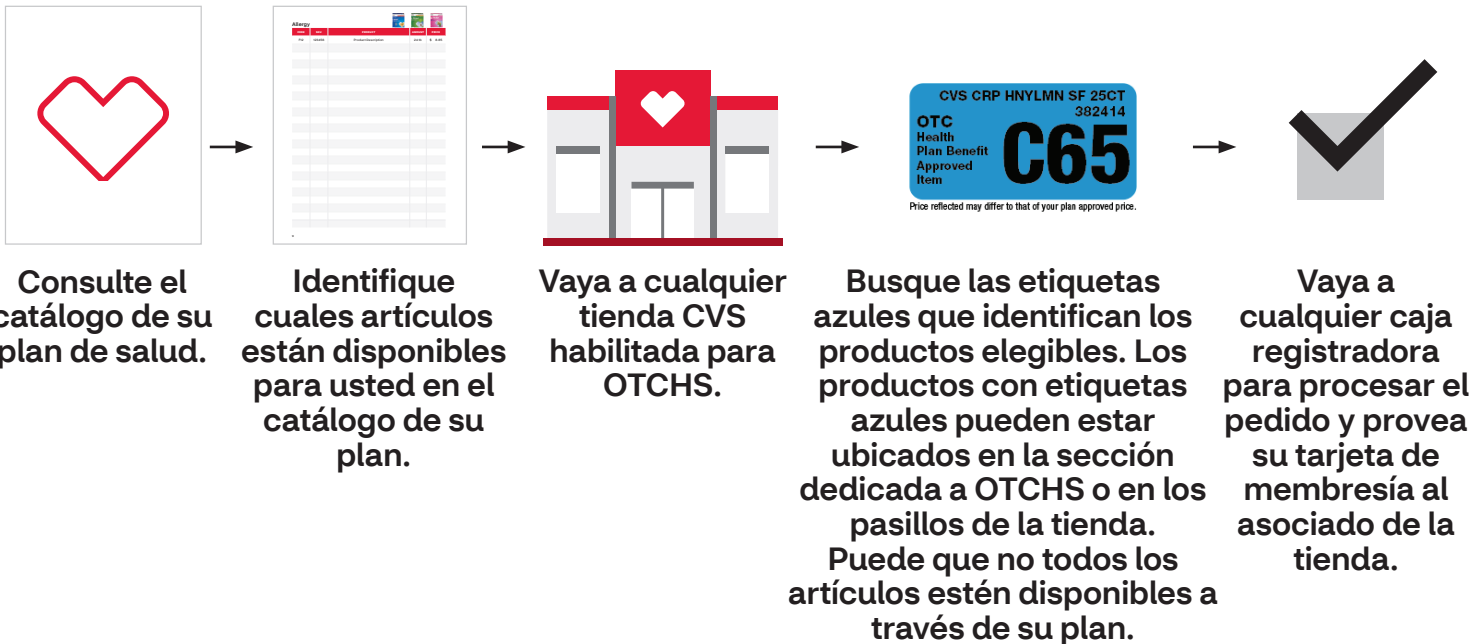 Allergy
PRODUCT
Product Description
CVS CRP HNYLMN SF 25CT
382414
OTC
Health
Plan Benefit
Approved
Item
C65
Price reflected may differ to that of your plan approved price.
Consulte el
catálogo de su
plan de salud.
Identifique
cuales artículos
están disponibles
para usted en el
catálogo de su
plan.
Vaya a cualquier
tienda CVS
habilitada para
OTCHS.
Busque las etiquetas
azules que identifican los
productos elegibles. Los
productos con etiquetas
azules pueden estar
ubicados en la sección
dedicada a OTCHS o en los
pasillos de la tienda.
Puede que no todos los
artículos estén disponibles a
través de su plan.
Vaya a
cualquier caja
registradora
para procesar el
pedido y provea
su tarjeta de
membresía al
asociado de la
tienda.